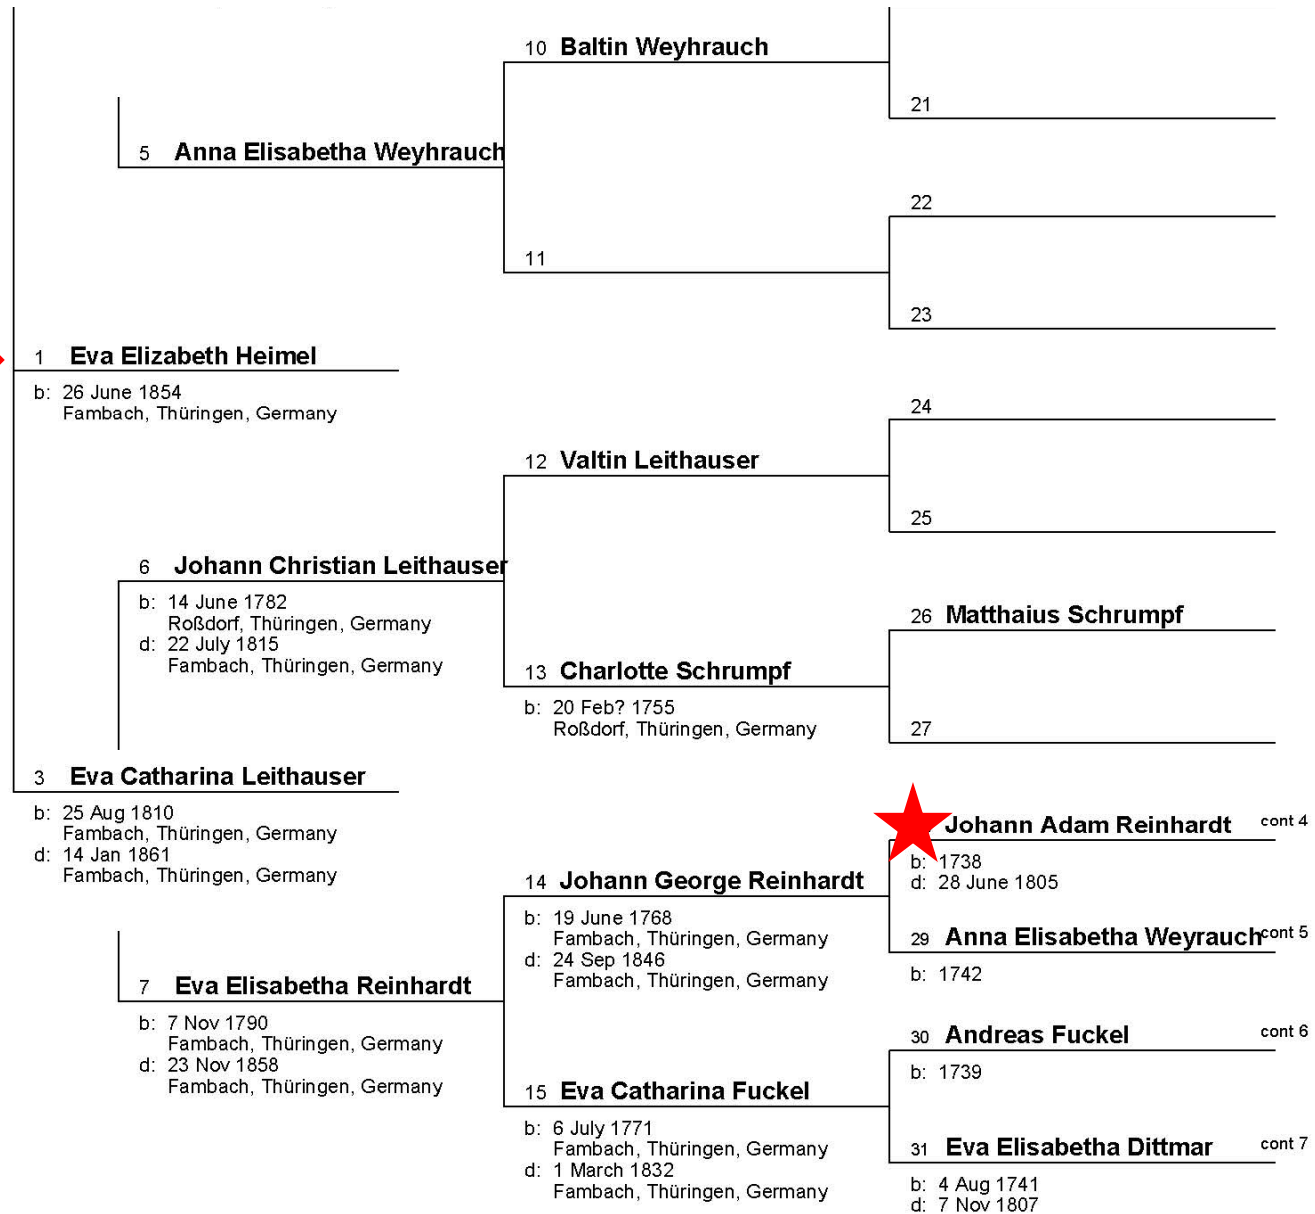 10 Baltin Weyhrauch
21
5 Anna Elisabetha Weyhrauch
22
11
23
1 Eva Elizabeth Heimel
b: 26 June 1854
Fambach, Thüringen, Germany
24
12 Valtin Leithauser
25
6 Johann Christian Leithauser
b: 14 June 1782
Roßdorf, Thüringen, Germany
d: 22 July 1815
Fambach, Thüringen, Germany
26 Matthaius Schrumpf
13 Charlotte Schrumpf
b: 20 Feb? 1755
Roßdorf, Thüringen, Germany
27
3 Eva Catharina Leithauser
b: 25 Aug 1810
Fambach, Thüringen, Germany
d: 14 Jan 1861
Fambach, Thüringen, Germany
Johann Adam Reinhardt cont 4
b: 1738
d: 28 June 1805
14 Johann George Reinhardt
b: 19 June 1768
Fambach, Thüringen, Germany
d: 24 Sep 1846
Fambach, Thüringen, Germany
29 Anna Elisabetha Weyrauch cont 5
b: 1742
7 Eva Elisabetha Reinhardt
b: 7 Nov 1790
Fambach, Thüringen, Germany
d: 23 Nov 1858
Fambach, Thüringen, Germany
30 Andreas Fuckel cont 6
b: 1739
15 Eva Catharina Fuckel
b: 6 July 1771
Fambach, Thüringen, Germany
d: 1 March 1832
Fambach, Thüringen, Germany
31 Eva Elisabetha Dittmar cont 7
b: 4 Aug 1741
d: 7 Nov 1807